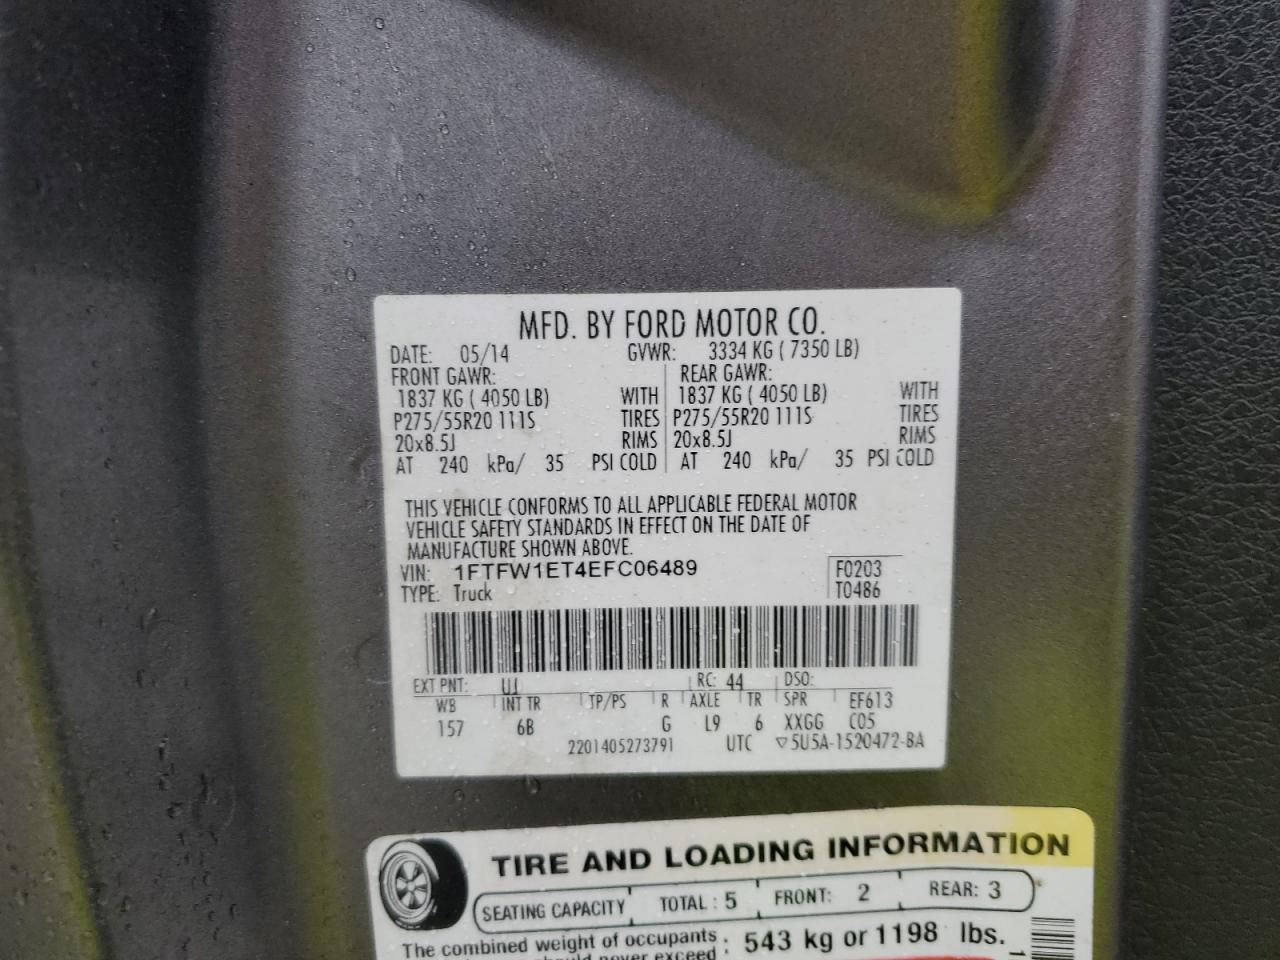 MFD. BY FORD MOTOR CO.
DATE: 05/14 GVWR: 3334 KG ( 7350 LB)
FRONT GAWR: REAR GAWR:
1837 KG ( 4050 LB) WITH 1837 KG ( 4050 LB) WITH
P275/55R20 111S TIRES P275/55R20 111S TIRES
20x8.5J RIMS 20x8.5J RIMS
AT 240 kPa/ 35 PSI COLD AT 240 kPa/ 35 PSI COLD
THIS VEHICLE CONFORMS TO ALL APPLICABLE FEDERAL MOTOR
VEHICLE SAFETY STANDARDS IN EFFECT ON THE DATE OF
MANUFACTURE SHOWN ABOVE.
VIN: 1FTFW1ET4EFC06489 F0203
TYPE: Truck T0486
EXT PNT: UJ RC: 44 DSO:
WB INT TR TP/PS R AXLE TR SPR EF613
157 6B G L9 6 XXGG C05
2201405273791 UTC ▽5U5A-1520472-BA
TIRE AND LOADING INFORMATION
SEATING CAPACITY TOTAL : 5 FRONT: 2 REAR: 3
The combined weight of occupants : 543 kg or 1198 lbs.
should never exceed :